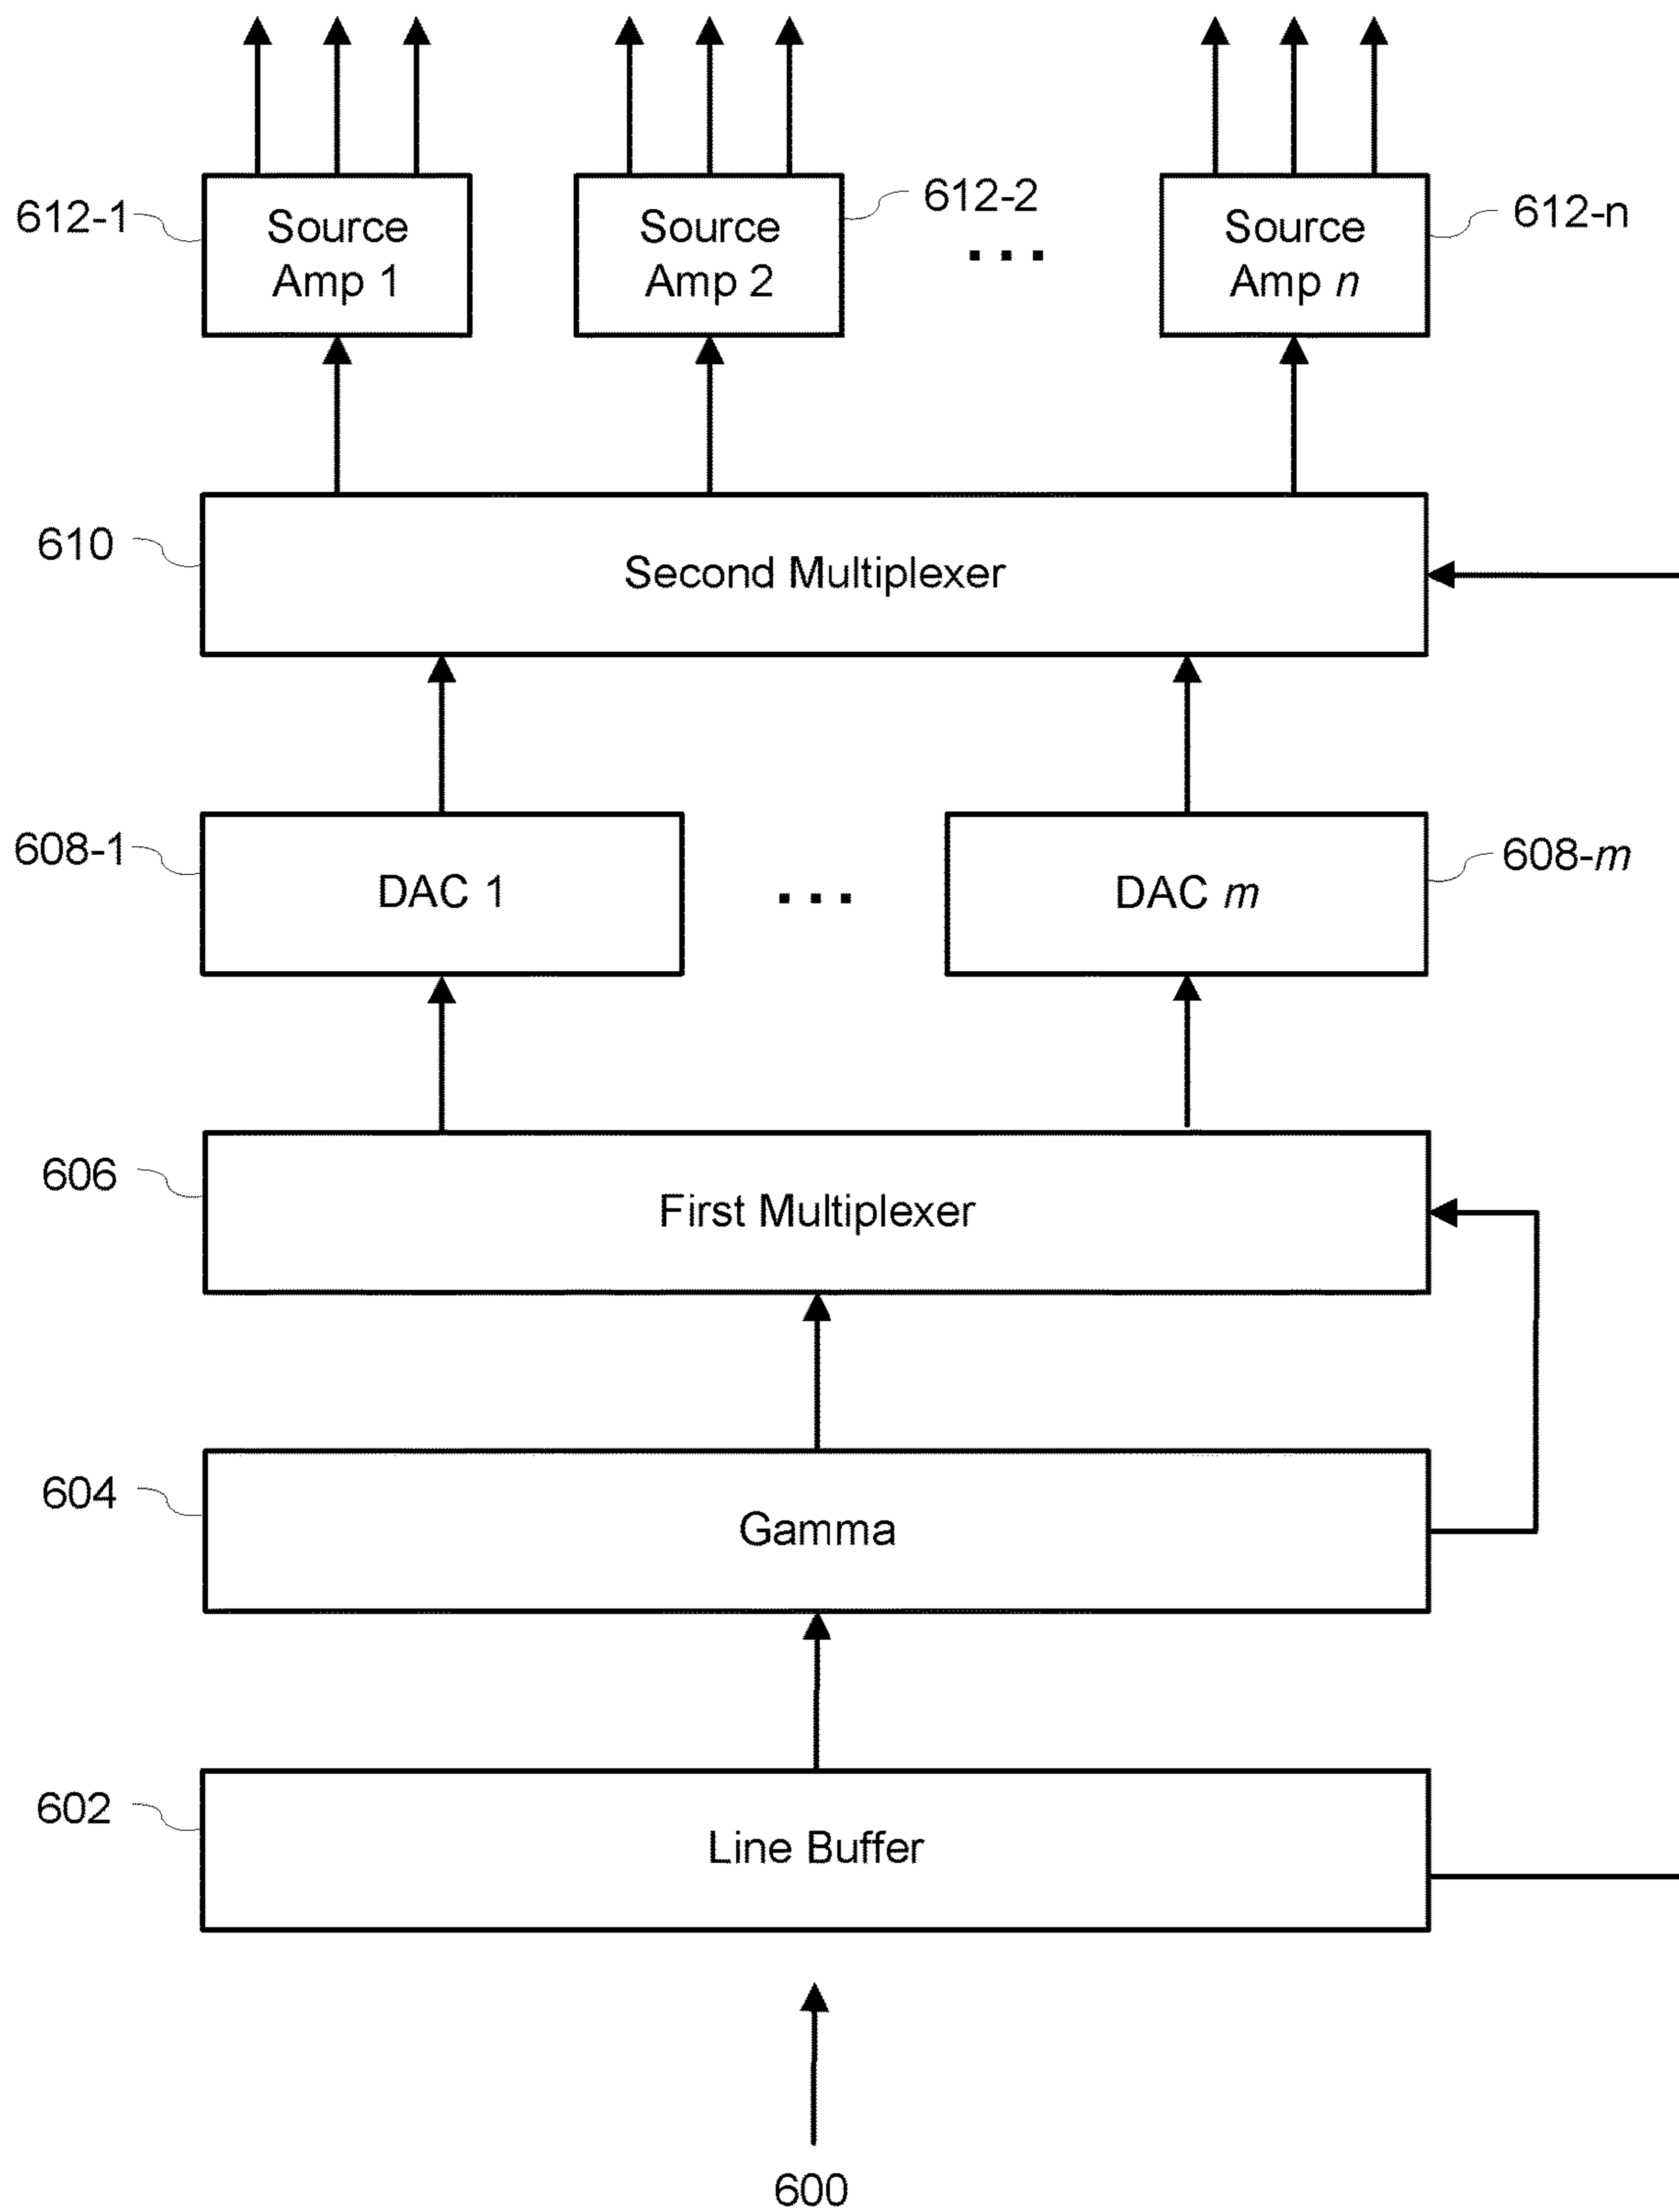 612-1
Source
Amp 1
Source
Amp 2
612-2
...
Source
Amp n
612-n
610
Second Multiplexer
608-1
DAC 1
...
DAC m
608-m
606
First Multiplexer
604
Gamma
602
Line Buffer
600